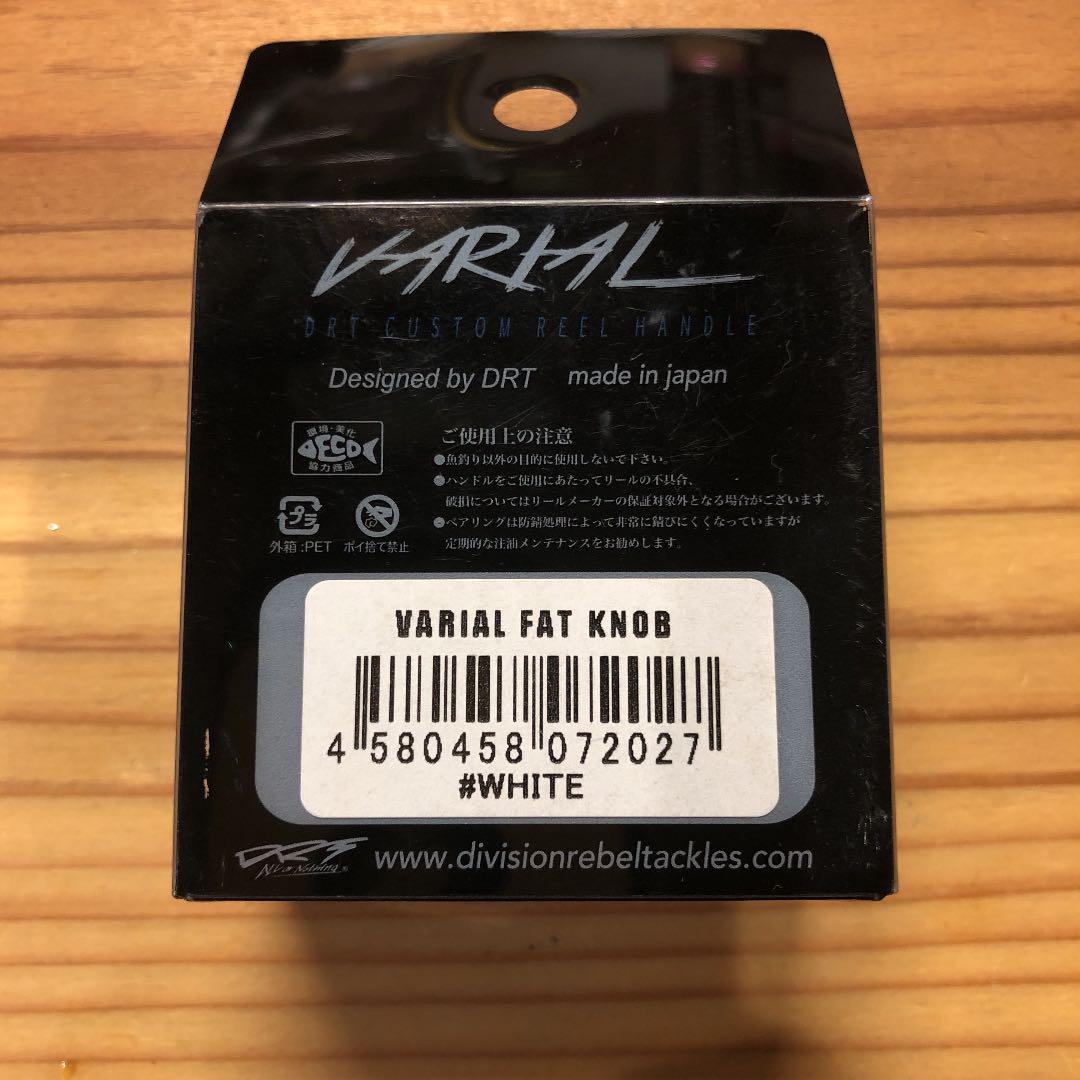 VARIAL
DRT CUSTOM REEL HANDLE
Designed by DRT made in japan
環境・美化
ECO
協力商品
ご使用上の注意
●魚釣り以外の目的に使用しないで下さい。
●ハンドルをご使用にあたってリールの不具合、
破損についてはリールメーカーの保証対象外となる場合がございます。
●ベアリングは防錆処理によって非常に錆びにくくなっていますが
定期的な注油メンテナンスをお勧めします。
プラ
外箱:PET ポイ捨て禁止
VARIAL FAT KNOB
4 580458 072027
#WHITE
DRT
NV or Nothing ®
www.divisionrebeltackles.com